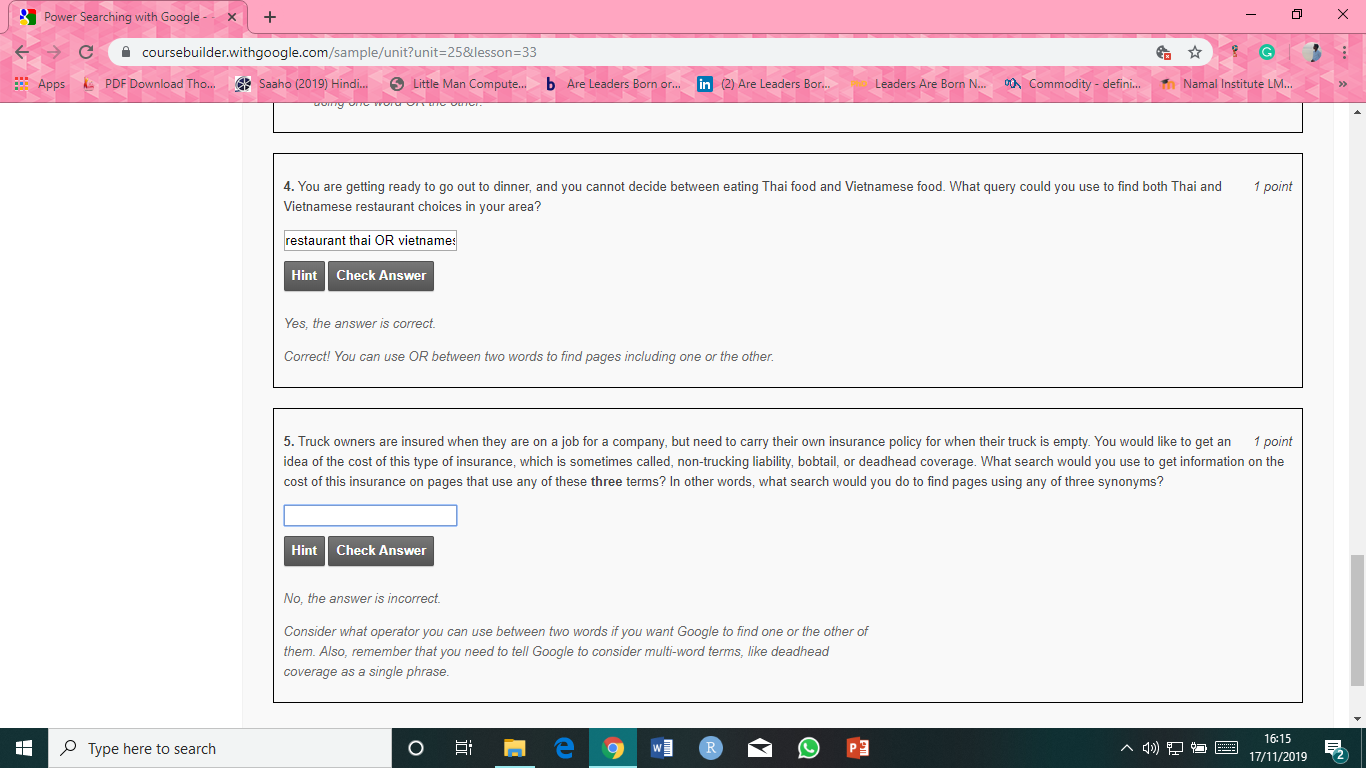 Power Searching with Google -
coursebuilder.withgoogle.com/sample/unit?unit=25&lesson=33
Apps
PDF Download Tho...
Saaho (2019) Hindi...
Little Man Compute...
Are Leaders Born or...
(2) Are Leaders Bor...
Leaders Are Born N...
Commodity - defini...
Namal Institute LM...
using one word OR the other.
4. You are getting ready to go out to dinner, and you cannot decide between eating Thai food and Vietnamese food. What query could you use to find both Thai and
1 point
Vietnamese restaurant choices in your area?
restaurant thai OR vietname
Hint
Check Answer
Yes, the answer is correct.
Correct! You can use OR between two words to find pages including one or the other.
5. Truck owners are insured when they are on a job for a company, but need to carry their own insurance policy for when their truck is empty. You would like to get an
1 point
idea of the cost of this type of insurance, which is sometimes called, non-trucking liability, bobtail, or deadhead coverage. What search would you use to get information on the
cost of this insurance on pages that use any of these three terms? In other words, what search would you do to find pages using any of three synonyms?
Hint
Check Answer
No, the answer is incorrect.
Consider what operator you can use between two words if you want Google to find one or the other of
them. Also, remember that you need to tell Google to consider multi-word terms, like deadhead
coverage as a single phrase.
Type here to search
16:15
17/11/2019
2